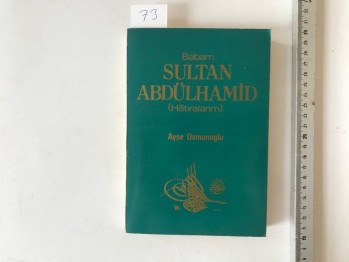 73
Babam
SULTAN
ABDÜLHAMİD
(Hâtıralarım)
Ayşe Osmanoğlu